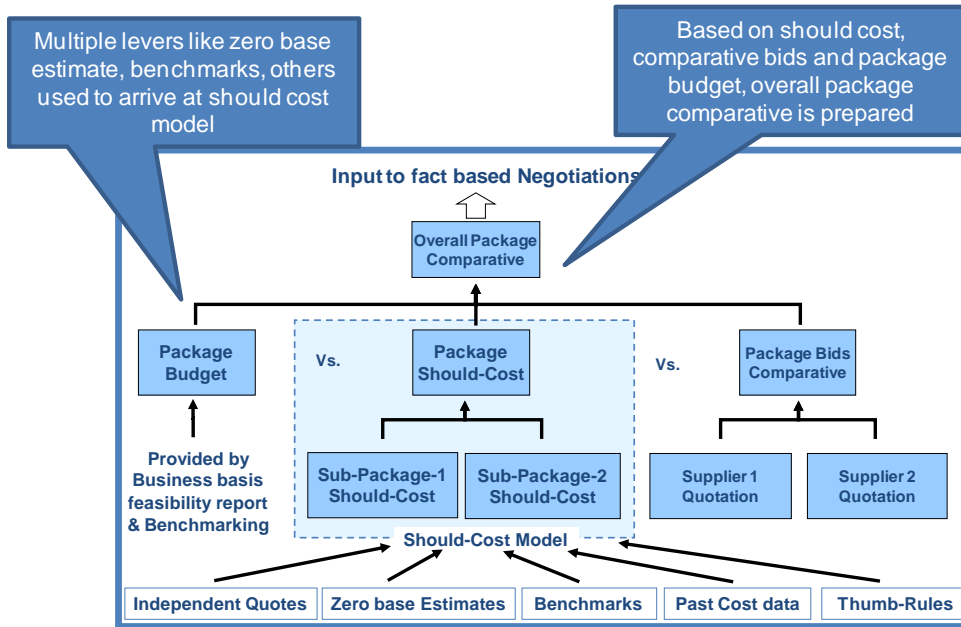 Multiple levers like zero base
estimate, benchmarks, others
used to arrive at should cost
model
Based on should cost,
comparative bids and package
budget, overall package
comparative is prepared
Input to fact based Negotiations
Overall Package
Comparative
Package
Budget
Vs.
Package
Should-Cost
Vs.
Package Bids
Comparative
Provided by
Business basis
feasibility report
& Benchmarking
Sub-Package-1
Should-Cost
Sub-Package-2
Should-Cost
Supplier 1
Quotation
Supplier 2
Quotation
Should-Cost Model
Independent Quotes
Zero base Estimates
Benchmarks
Past Cost data
Thumb-Rules